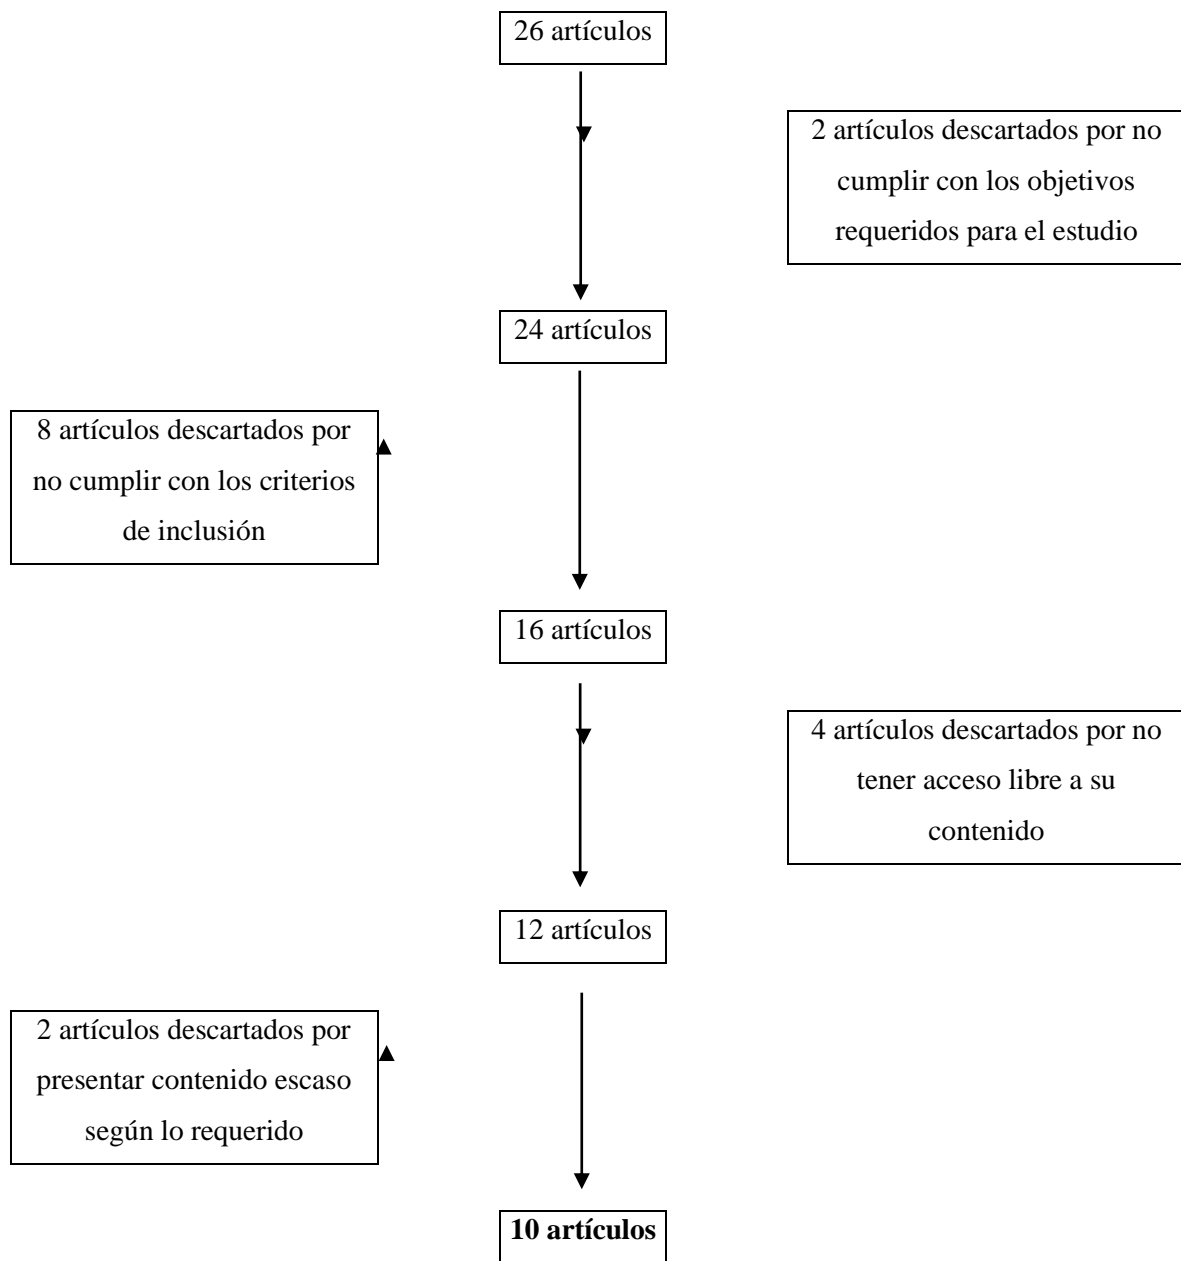 26 artículos
2 artículos descartados por no
cumplir con los objetivos
requeridos para el estudio
24 artículos
8 artículos descartados por
no cumplir con los criterios
de inclusión
16 artículos
4 artículos descartados por no
tener acceso libre a su
contenido
12 artículos
2 artículos descartados por
presentar contenido escaso
según lo requerido
10 artículos